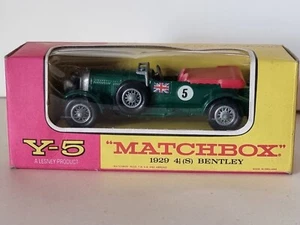 5
Y-5
A LESNEY PRODUCT
"MATCHBOX"
1929 4½(S) BENTLEY